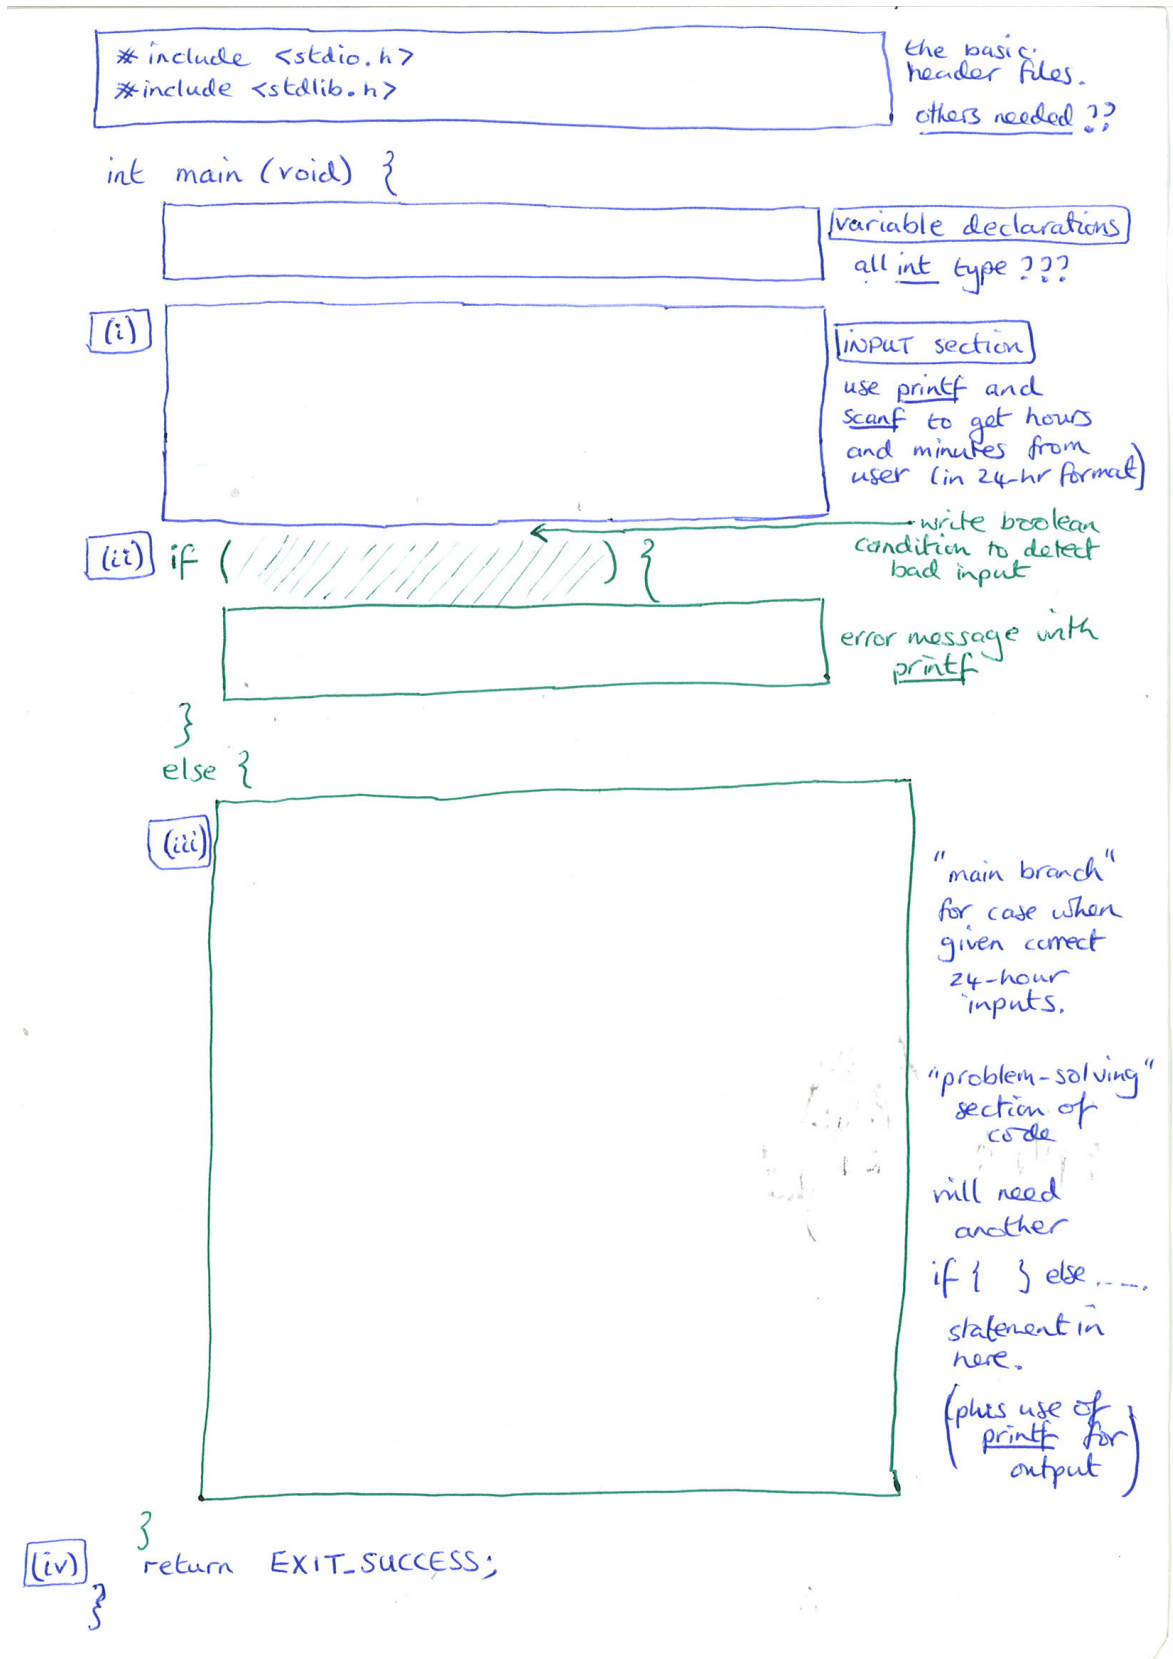 #include <stdio.h>
#include <stdlib.h>
the basic
header files.
others needed ??
int main (void) {
variable declarations
all int type ???
(i)
INPUT section
use printf and
scanf to get hours
and minutes from
user (in 24-hr format)
(ii) if ( ) {
write boolean
condition to detect
bad input
error message with
printf
}
else {
(iii)
"main branch"
for case when
given correct
24-hour
inputs.
"problem-solving"
section of
code
will need
another
if { } else .....
statement in
here.
(plus use of
printf for
output)
}
(iv) return EXIT_SUCCESS;
}